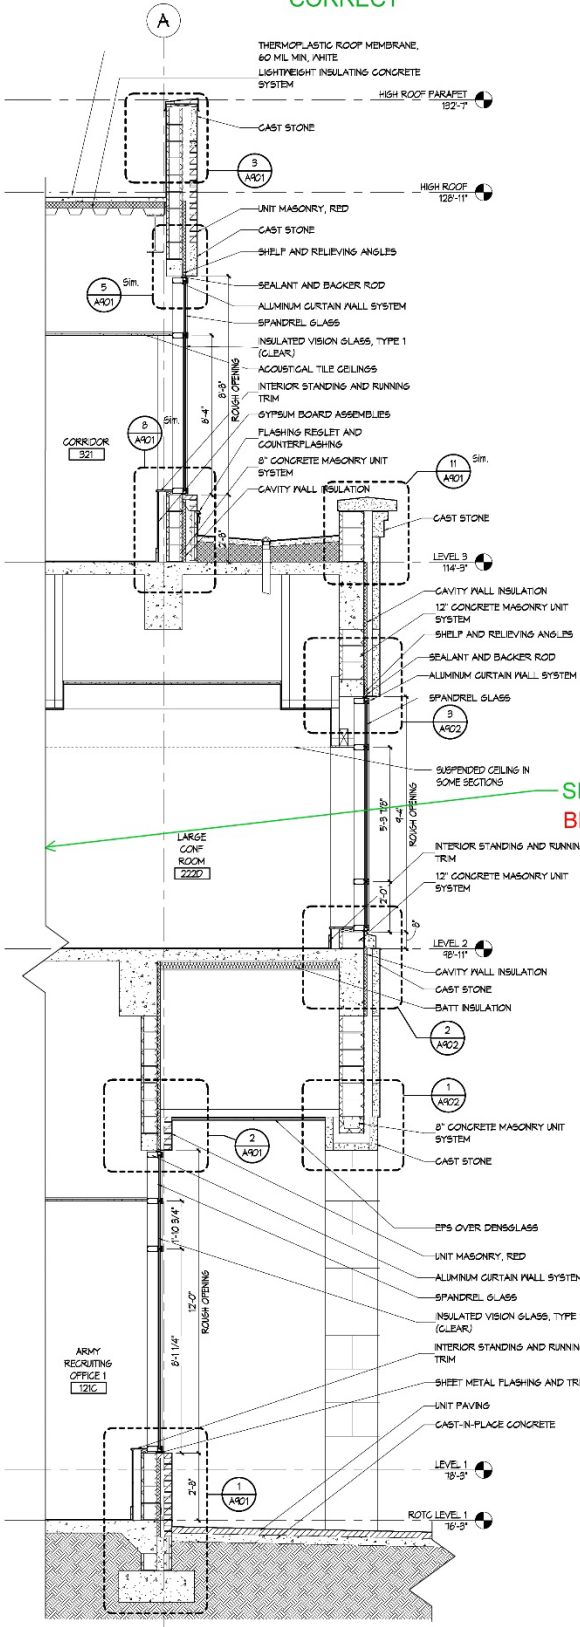 CORRECT
A
THERMOPLASTIC ROOF MEMBRANE,
60 MIL MIN, WHITE
LIGHTWEIGHT INSULATING CONCRETE
SYSTEM
HIGH ROOF PARAPET
132'-7"
CAST STONE
3
A901
HIGH ROOF
128'-11"
UNIT MASONRY, RED
CAST STONE
SHELF AND RELIEVING ANGLES
5
A901
Sim.
SEALANT AND BACKER ROD
ALUMINUM CURTAIN WALL SYSTEM
SPANDREL GLASS
INSULATED VISION GLASS, TYPE 1
(CLEAR)
ACOUSTICAL TILE CEILINGS
INTERIOR STANDING AND RUNNING
TRIM
8'-4"
8'-8"
ROUGH OPENING
GYPSUM BOARD ASSEMBLIES
8
A901
Sim.
FLASHING REGLET AND
COUNTERFLASHING
CORRIDOR
321
8" CONCRETE MASONRY UNIT
SYSTEM
11
A901
Sim.
CAVITY WALL INSULATION
CAST STONE
2'-8"
LEVEL 3
114'-3"
CAVITY WALL INSULATION
12" CONCRETE MASONRY UNIT
SYSTEM
SHELF AND RELIEVING ANGLES
SEALANT AND BACKER ROD
ALUMINUM CURTAIN WALL SYSTEM
SPANDREL GLASS
3
A902
SUSPENDED CEILING IN
SOME SECTIONS
5'-3 7/8"
9'-4"
ROUGH OPENING
LARGE
CONF
ROOM
222D
INTERIOR STANDING AND RUNNIN
TRIM
12" CONCRETE MASONRY UNIT
SYSTEM
2'-0"
8"
LEVEL 2
98'-11"
CAVITY WALL INSULATION
CAST STONE
BATT INSULATION
2
A902
1
A902
8" CONCRETE MASONRY UNIT
SYSTEM
2
A901
CAST STONE
1'-10 3/4"
EPS OVER DENSGLASS
UNIT MASONRY, RED
ALUMINUM CURTAIN WALL SYSTEM
SPANDREL GLASS
12'-0"
ROUGH OPENING
INSULATED VISION GLASS, TYPE
(CLEAR)
8'-1 1/4"
ARMY
RECRUITING
OFFICE 1
121C
INTERIOR STANDING AND RUNNIN
TRIM
SHEET METAL FLASHING AND TR
UNIT PAVING
CAST-IN-PLACE CONCRETE
LEVEL 1
78'-3"
2'-8"
1
A901
ROTC LEVEL 1
76'-3"